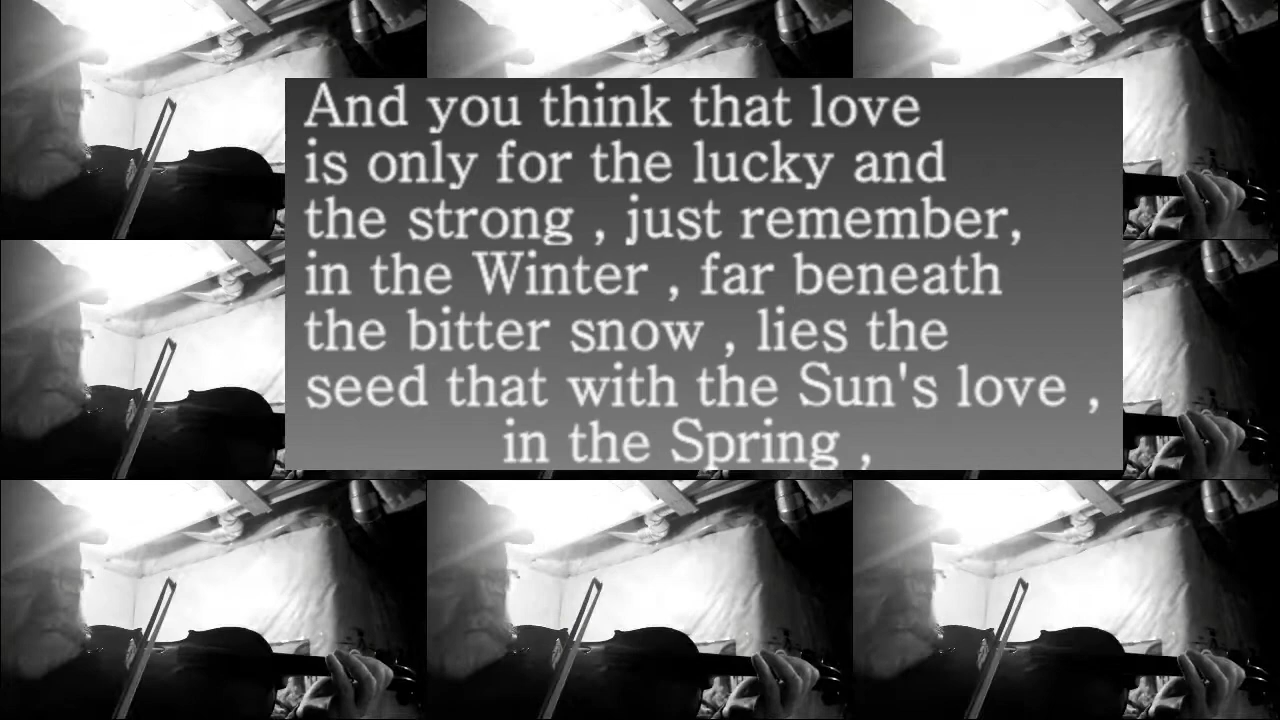 And you think that love
is only for the lucky and
the strong , just remember,
in the Winter , far beneath
the bitter snow , lies the
seed that with the Sun's love ,
in the Spring ,